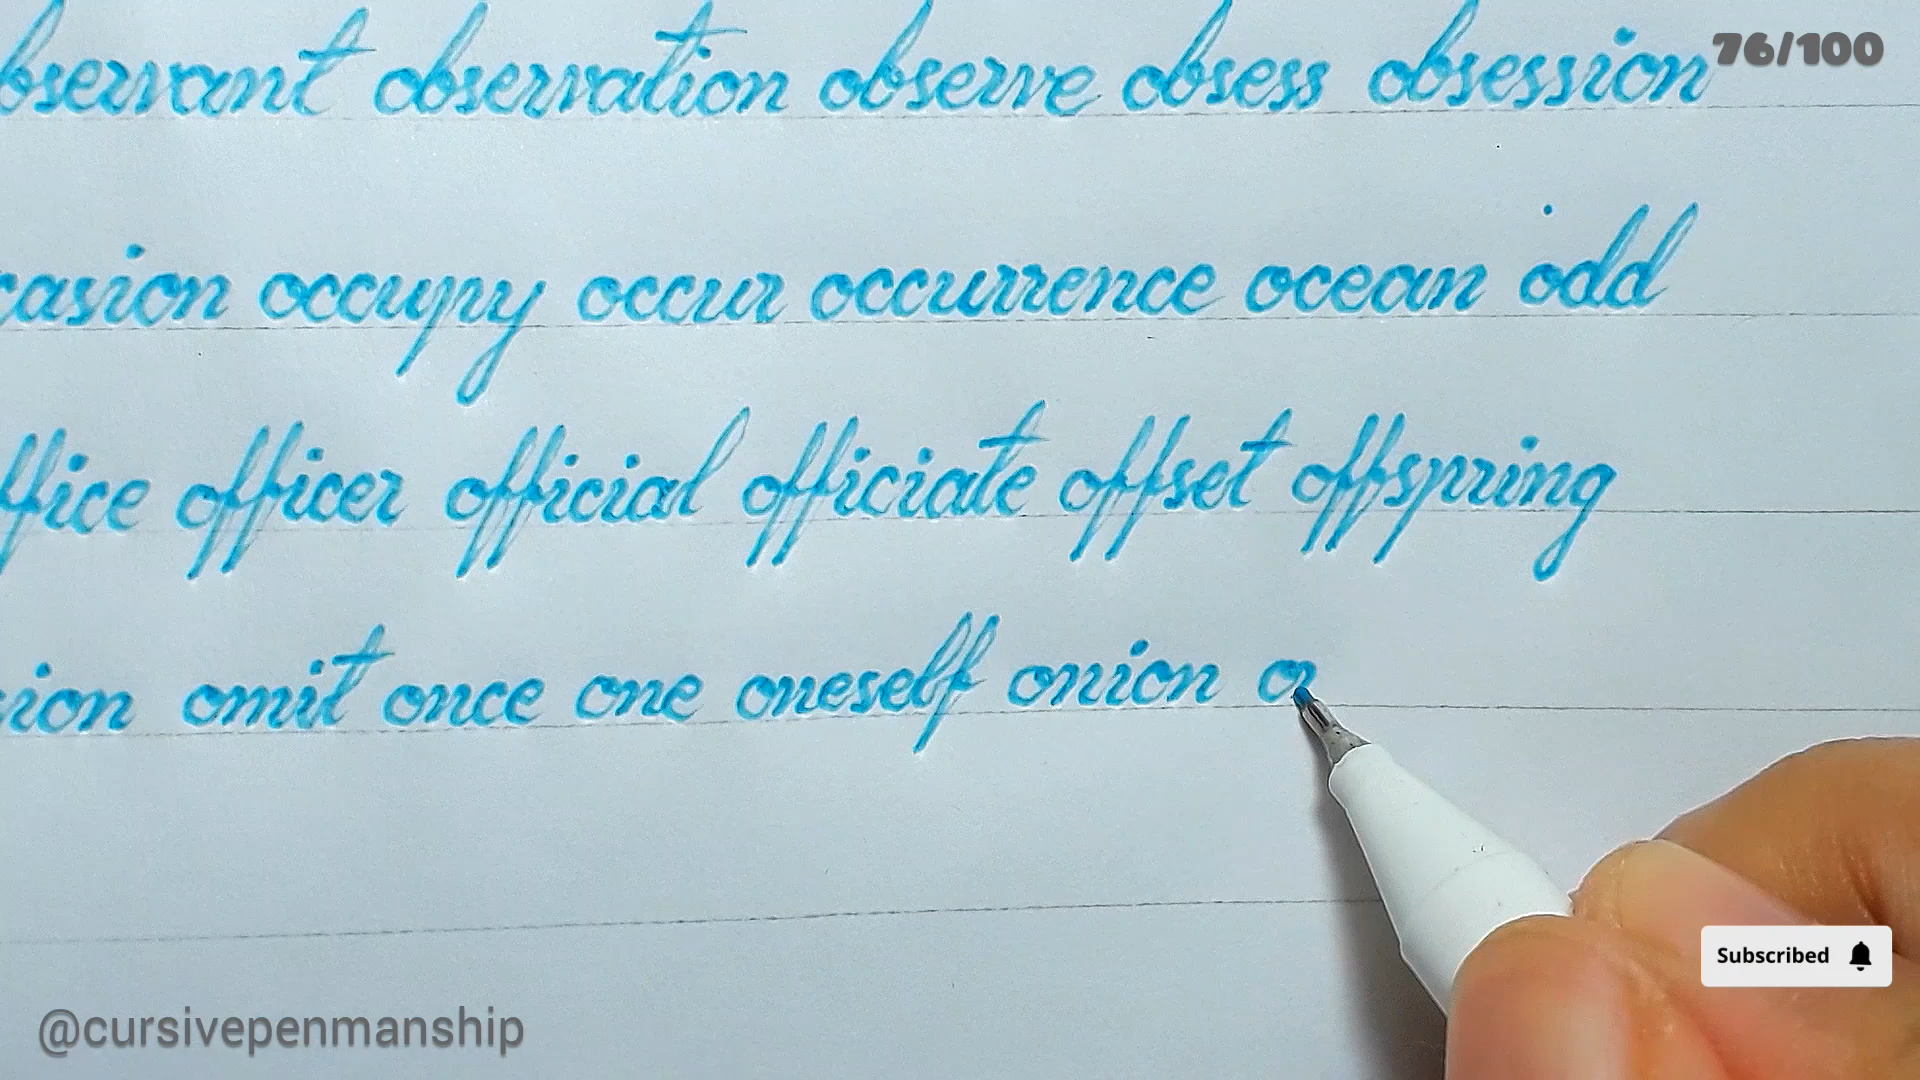 76/100
bservant observation observe obsess obsession
casion occupy occur occurrence ocean odd
ffice officer official officiate offset offspring
sion omit once one oneself onion on
Subscribed
@cursivepenmanship